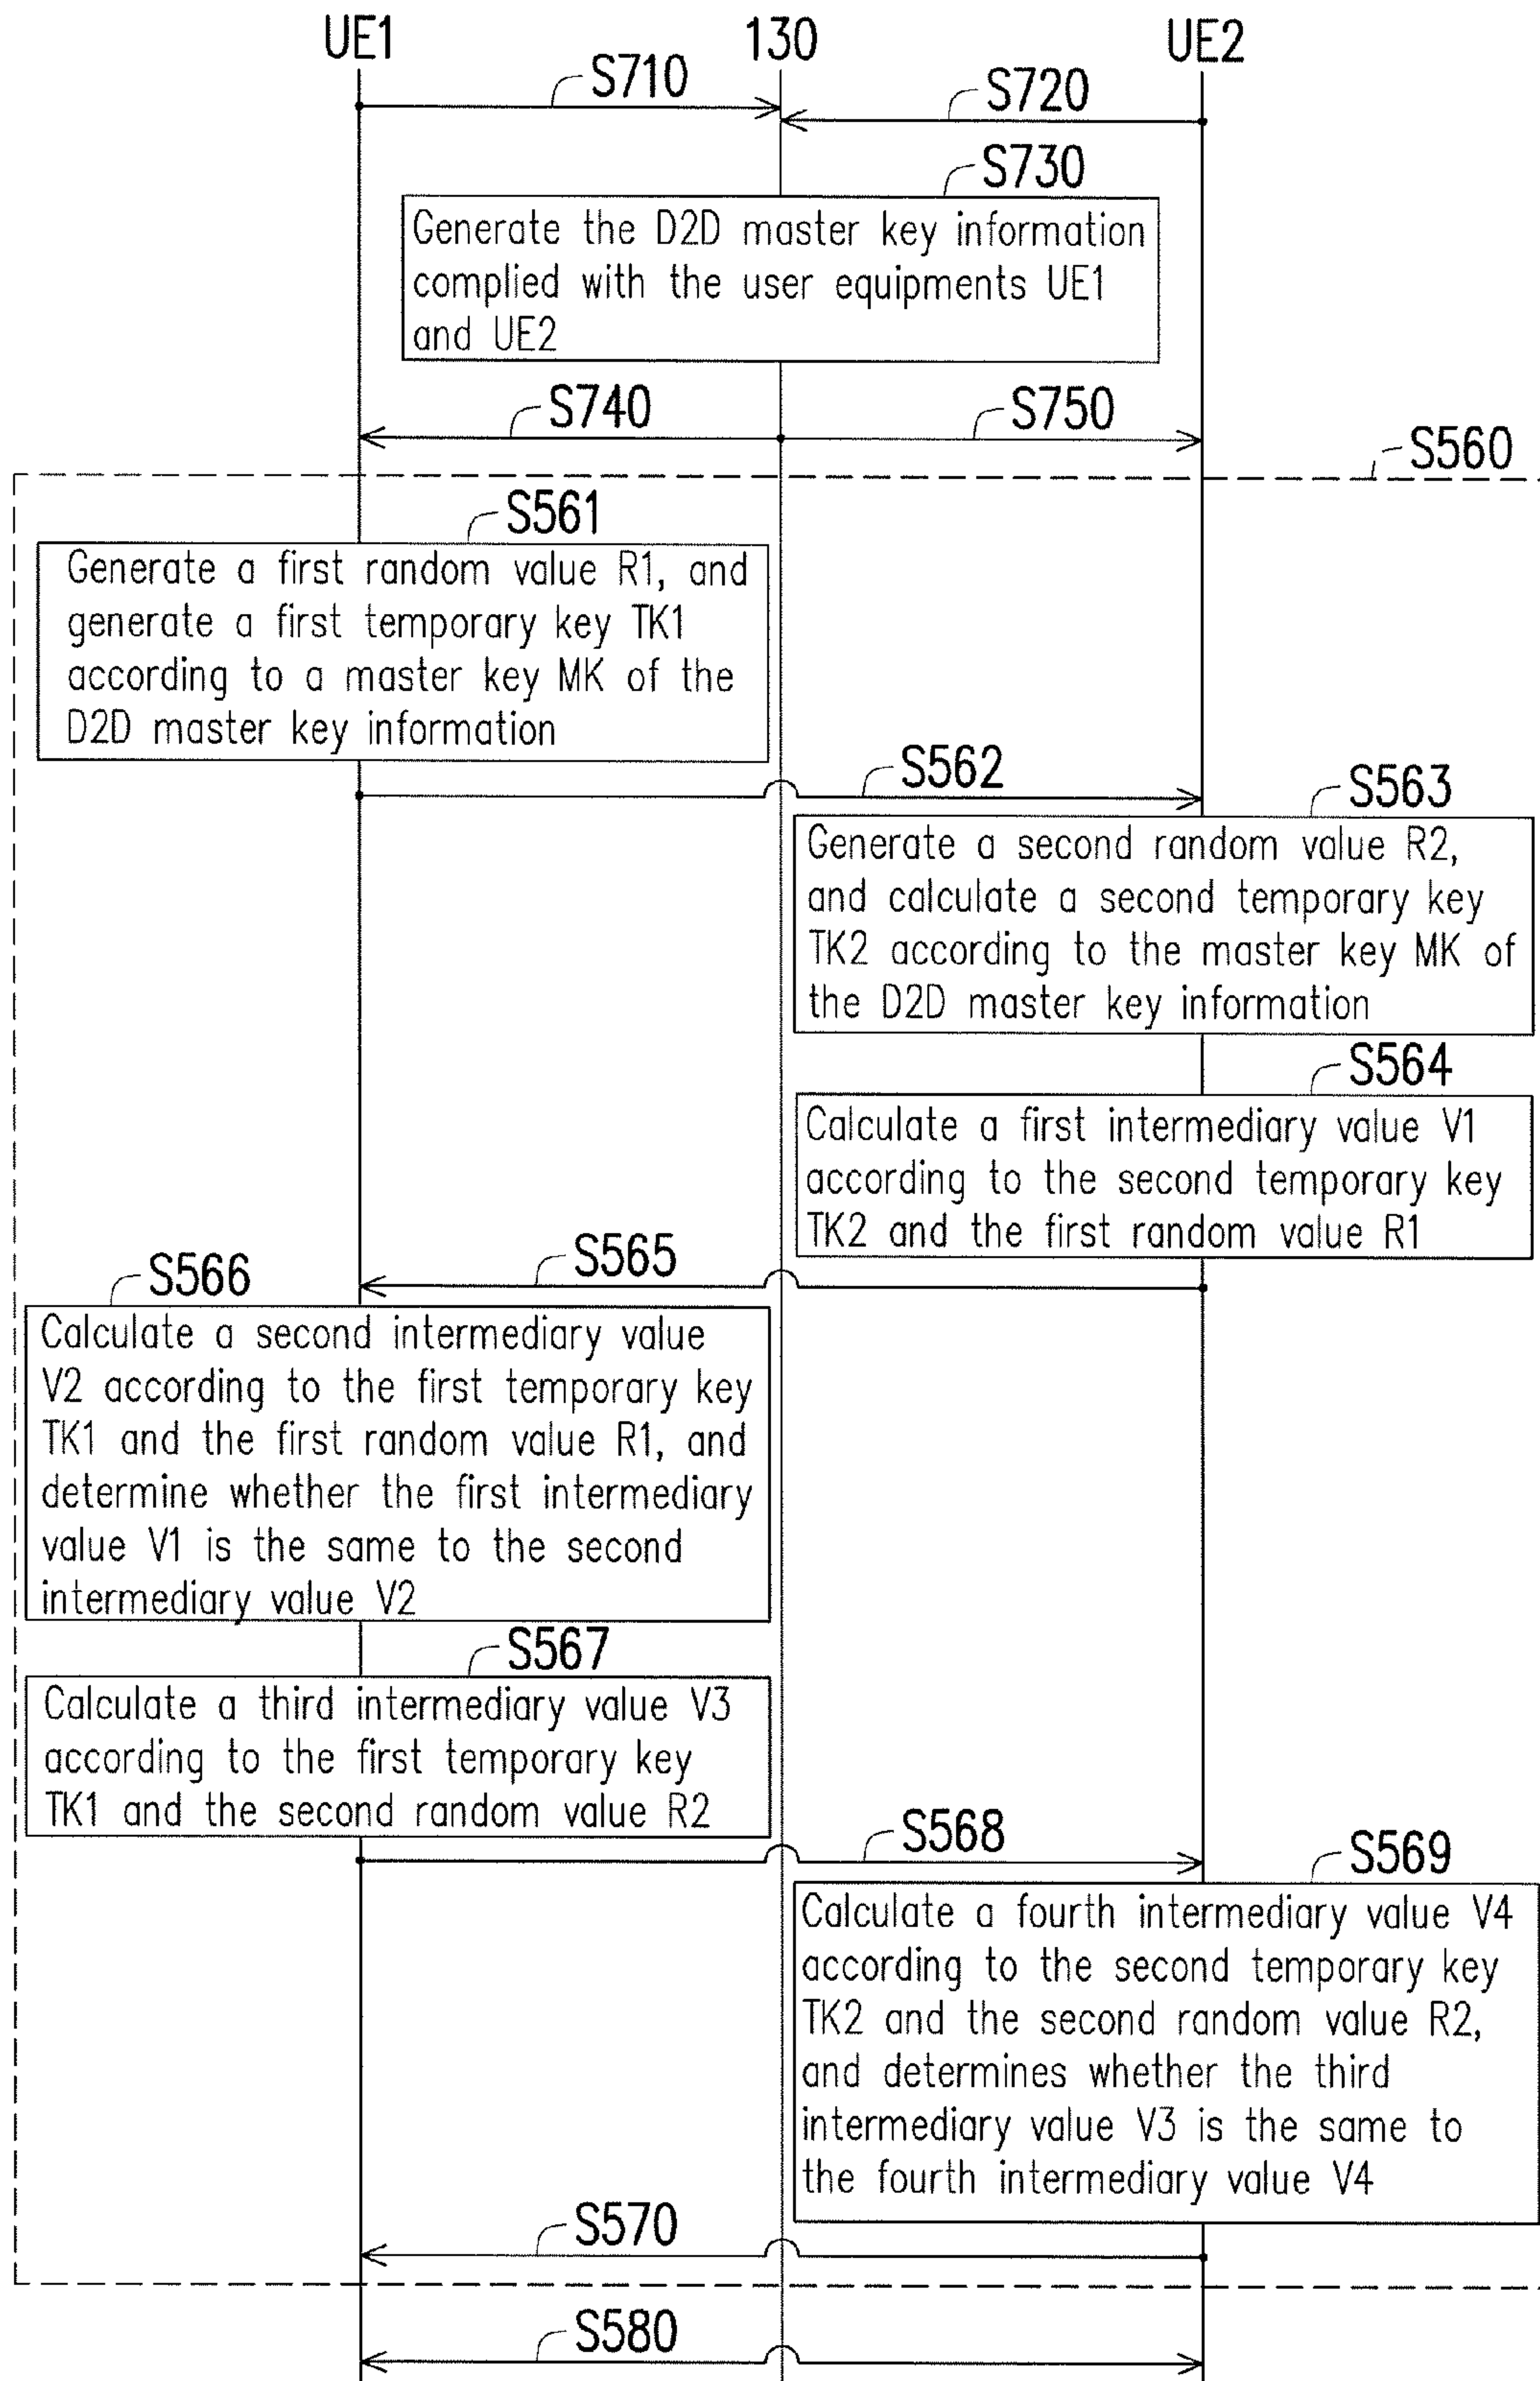 UE1
130
UE2
S710
S720
S730
Generate the D2D master key information
complied with the user equipments UE1
and UE2
S740
S750
S560
S561
Generate a first random value R1, and
generate a first temporary key TK1
according to a master key MK of the
D2D master key information
S562
S563
Generate a second random value R2,
and calculate a second temporary key
TK2 according to the master key MK of
the D2D master key information
S564
Calculate a first intermediary value V1
according to the second temporary key
TK2 and the first random value R1
S565
S566
Calculate a second intermediary value
V2 according to the first temporary key
TK1 and the first random value R1, and
determine whether the first intermediary
value V1 is the same to the second
intermediary value V2
S567
Calculate a third intermediary value V3
according to the first temporary key
TK1 and the second random value R2
S568
S569
Calculate a fourth intermediary value V4
according to the second temporary key
TK2 and the second random value R2,
and determines whether the third
intermediary value V3 is the same to
the fourth intermediary value V4
S570
S580